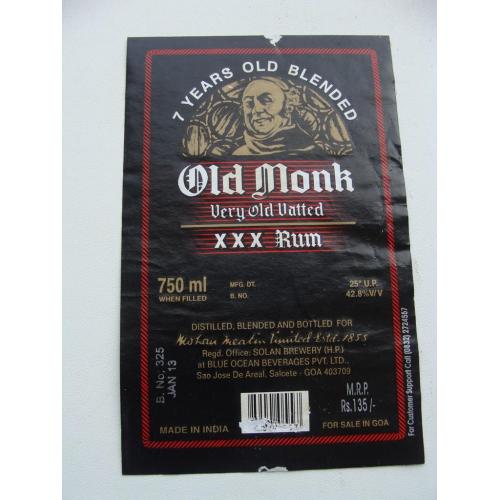 7 YEARS OLD BLENDED
Old Monk
Very Old Vatted
XXX Rum
750 ml
WHEN FILLED
MFG. DT.
B. NO.
25° U.P.
42.8%V/V
DISTILLED, BLENDED AND BOTTLED FOR
Mohan Meakin Limited Estd. 1855
Regd. Office: SOLAN BREWERY (H.P.)
at BLUE OCEAN BEVERAGES PVT. LTD.,
Sao Jose De Areal, Salcete - GOA 403709
B. No. 325
JAN 13
M.R.P.
Rs.135/-
MADE IN INDIA
FOR SALE IN GOA
For Customer Support Call (0832) 2724557